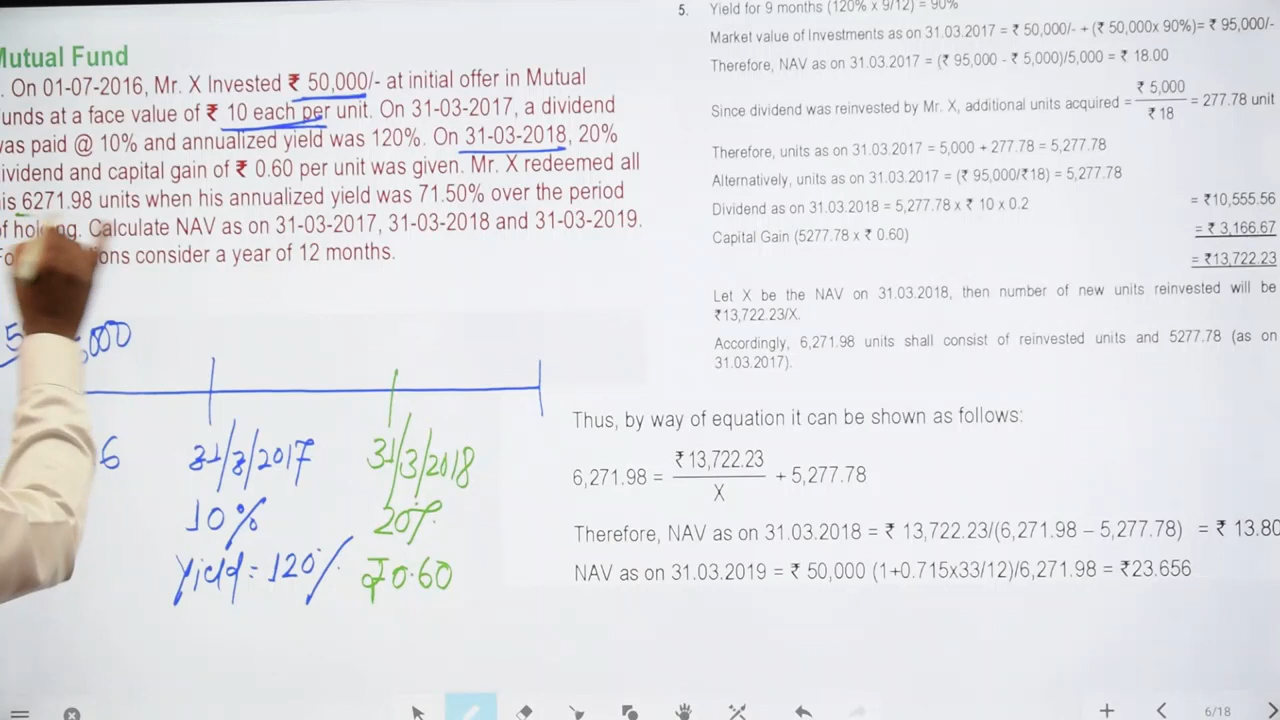 Mutual Fund
. On 01-07-2016, Mr. X Invested ₹ 50,000/- at initial offer in Mutual
unds at a face value of ₹ 10 each per unit. On 31-03-2017, a dividend
was paid @ 10% and annualized yield was 120%. On 31-03-2018, 20%
ividend and capital gain of ₹ 0.60 per unit was given. Mr. X redeemed all
is 6271.98 units when his annualized yield was 71.50% over the period
Calculate NAV as on 31-03-2017, 31-03-2018 and 31-03-2019.
ons consider a year of 12 months.
31/3/2017
10%
Yield = 120%
31/3/2018
20%
₹0.60
5. Yield for 9 months (120% x 9/12) = 90%
Market value of Investments as on 31.03.2017 = ₹ 50,000/- + (₹ 50,000x 90%)= ₹ 95,000/-
Therefore, NAV as on 31.03.2017 = (₹ 95,000 - ₹ 5,000)/5,000 = ₹ 18.00
Since dividend was reinvested by Mr. X, additional units acquired = ₹ 5,000 / ₹ 18 = 277.78 unit
Therefore, units as on 31.03.2017 = 5,000 + 277.78 = 5,277.78
Alternatively, units as on 31.03.2017 = (₹ 95,000/₹18) = 5,277.78
Dividend as on 31.03.2018 = 5,277.78 x ₹ 10 x 0.2 = ₹10,555.56
Capital Gain (5277.78 x ₹ 0.60) = ₹ 3,166.67
= ₹13,722.23
Let X be the NAV on 31.03.2018, then number of new units reinvested will be
₹13,722.23/X.
Accordingly, 6,271.98 units shall consist of reinvested units and 5277.78 (as on
31.03.2017).
Thus, by way of equation it can be shown as follows:
6,271.98 = ₹ 13,722.23 / X + 5,277.78
Therefore, NAV as on 31.03.2018 = ₹ 13,722.23/(6,271.98 – 5,277.78) = ₹ 13.80
NAV as on 31.03.2019 = ₹ 50,000 (1+0.715x33/12)/6,271.98 = ₹23.656
6/18